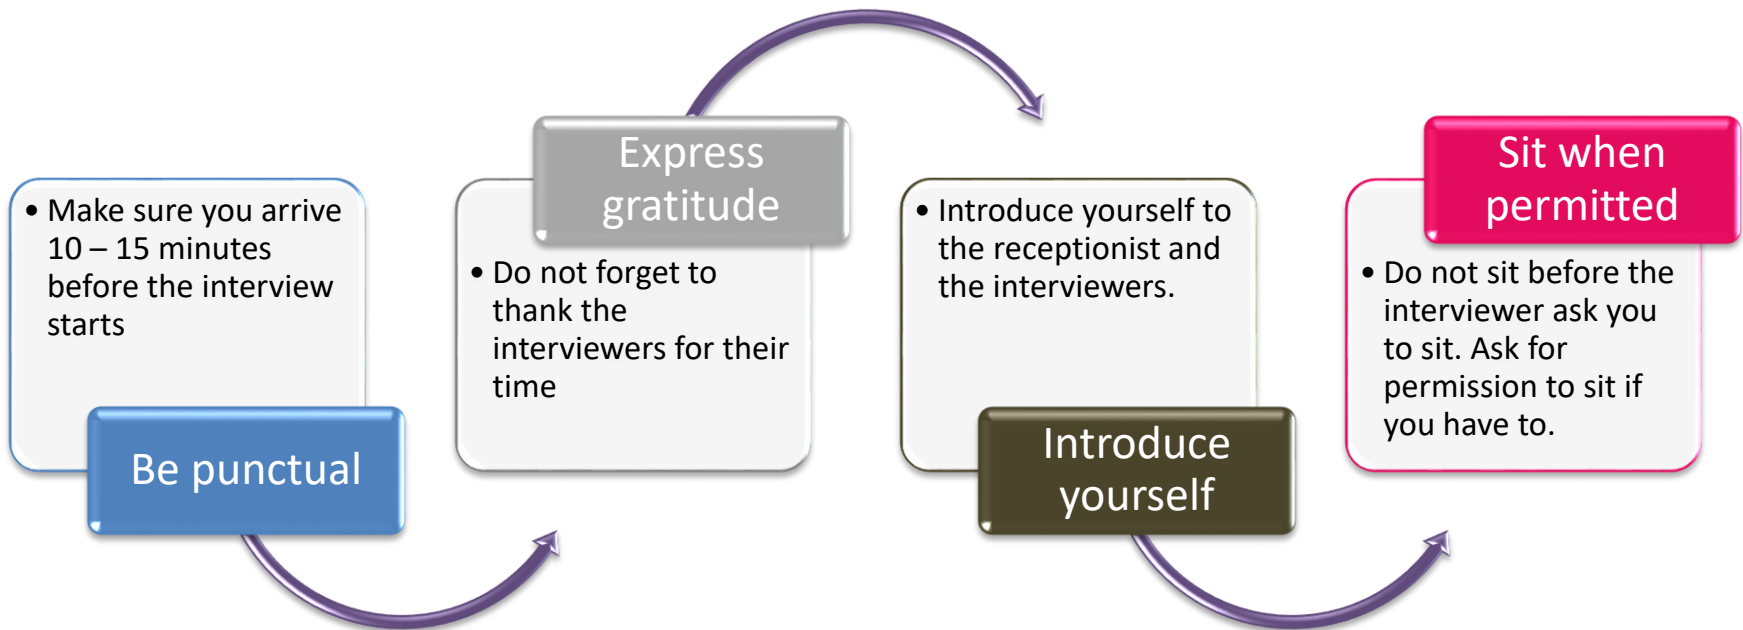 • Make sure you arrive
10 – 15 minutes
before the interview
starts
Be punctual
Express
gratitude
• Do not forget to
thank the
interviewers for their
time
• Introduce yourself to
the receptionist and
the interviewers.
Introduce
yourself
Sit when
permitted
• Do not sit before the
interviewer ask you
to sit. Ask for
permission to sit if
you have to.